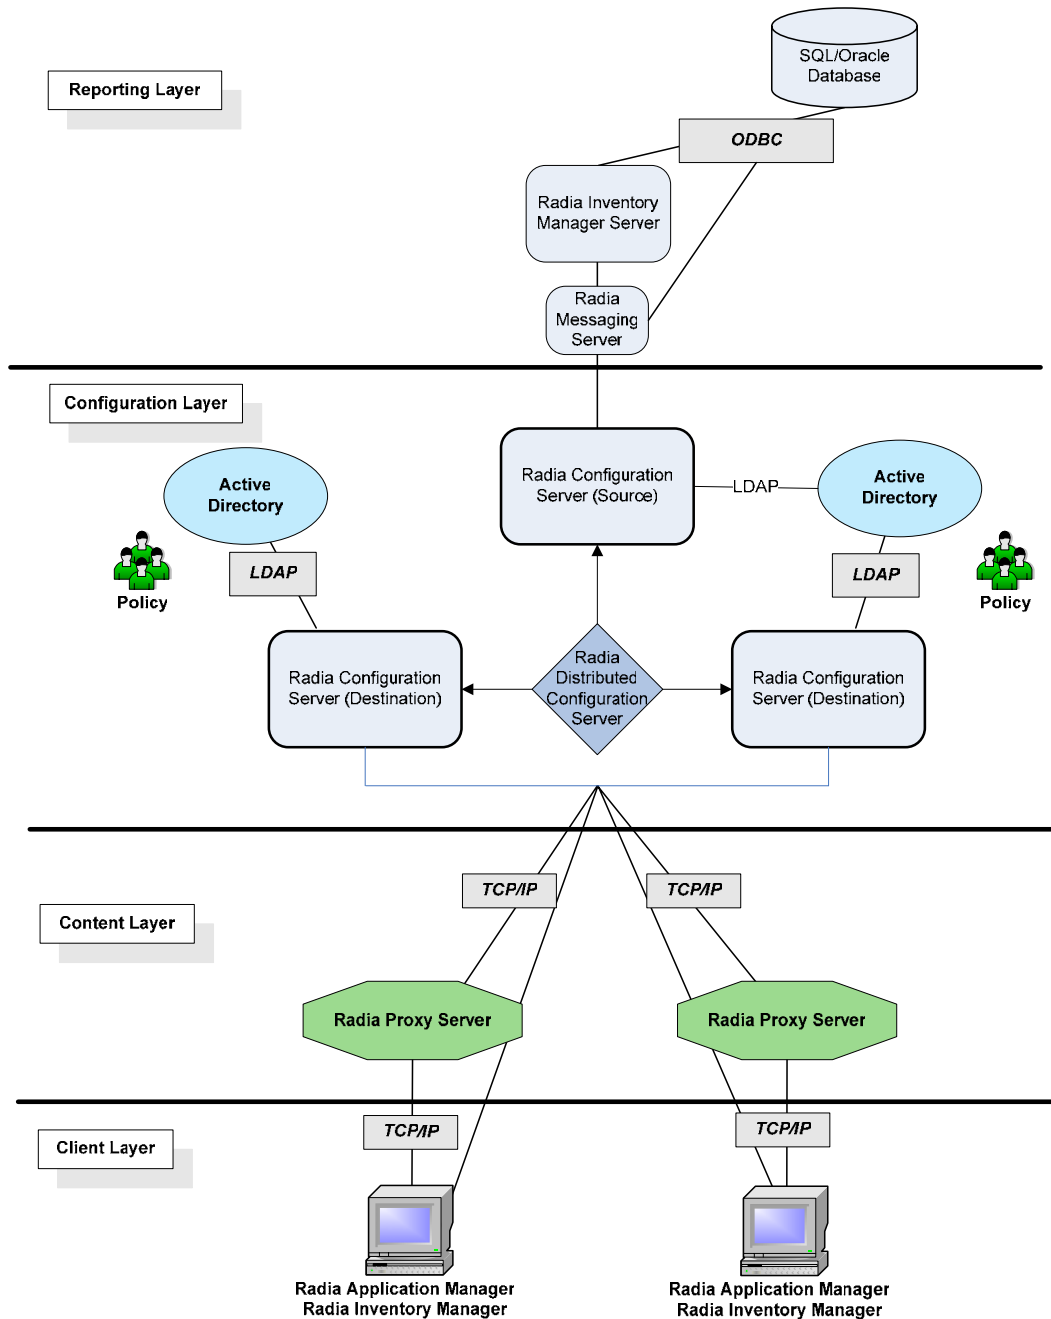 SQL/Oracle
Database
Reporting Layer
ODBC
Radia Inventory
Manager Server
Radia
Messaging
Server
Configuration Layer
Radia Configuration
Server (Source)
LDAP
Active
Directory
Active
Directory
LDAP
LDAP
Policy
Policy
Radia Configuration
Server (Destination)
Radia
Distributed
Configuration
Server
Radia Configuration
Server (Destination)
TCP/IP
TCP/IP
Content Layer
Radia Proxy Server
Radia Proxy Server
TCP/IP
TCP/IP
Client Layer
Radia Application Manager
Radia Inventory Manager
Radia Application Manager
Radia Inventory Manager